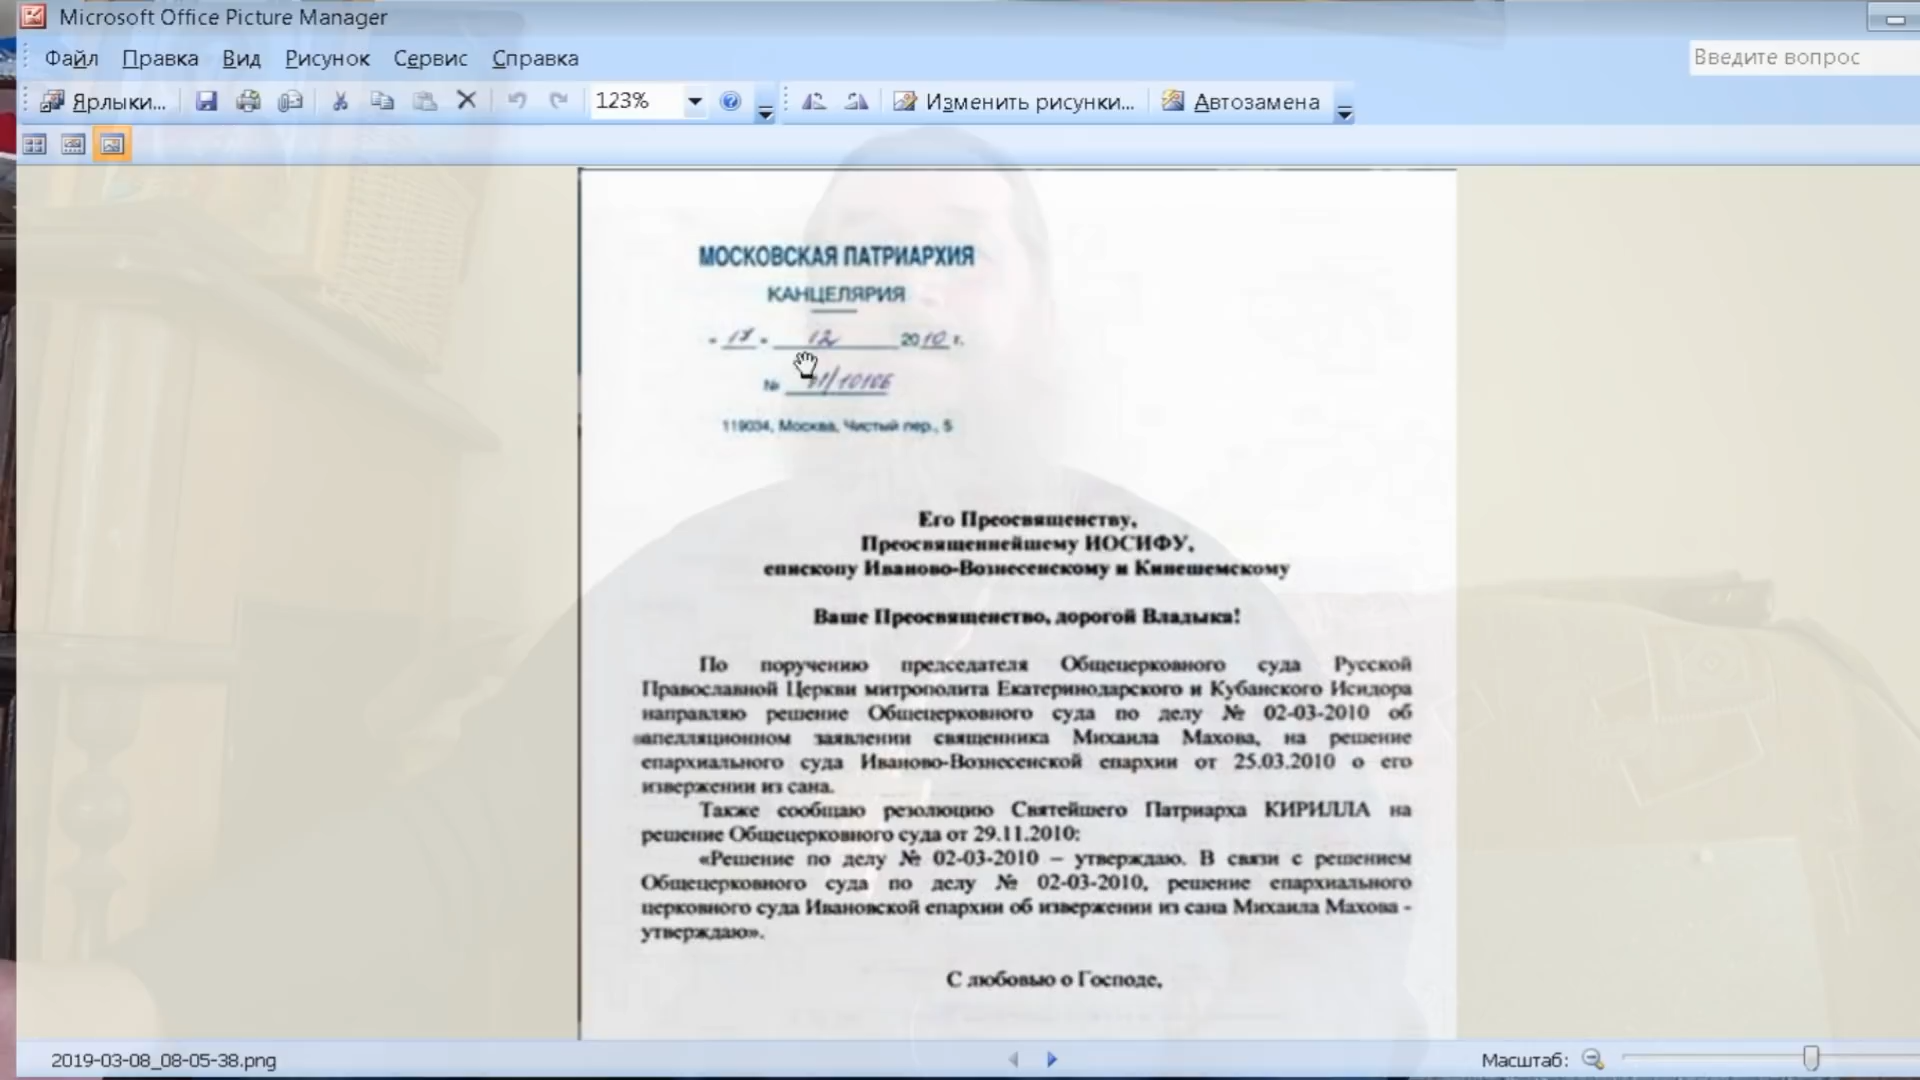 Microsoft Office Picture Manager
Файл Правка Вид Рисунок Сервис Справка
Введите вопрос
Ярлыки... 123% Изменить рисунки... Автозамена
МОСКОВСКАЯ ПАТРИАРХИЯ
КАНЦЕЛЯРИЯ
12 2010 г.
№
119034, Москва, Чистый пер., 5
Его Преосвященству,
Преосвященнейшему ИОСИФУ,
епископу Иваново-Вознесенскому и Кинешемскому
Ваше Преосвященство, дорогой Владыка!
По поручению председателя Общецерковного суда Русской
Православной Церкви митрополита Екатеринодарского и Кубанского Исидора
направляю решение Общецерковного суда по делу № 02-03-2010 об
апелляционном заявлении священника Михаила Махова, на решение
епархиального суда Иваново-Вознесенской епархии от 25.03.2010 о его
извержении из сана.
Также сообщаю резолюцию Святейшего Патриарха КИРИЛЛА на
решение Общецерковного суда от 29.11.2010:
«Решение по делу № 02-03-2010 – утверждаю. В связи с решением
Общецерковного суда по делу № 02-03-2010, решение епархиального
церковного суда Ивановской епархии об извержении из сана Михаила Махова -
утверждаю».
С любовью о Господе,
2019-03-08_08-05-38.png
Масштаб: